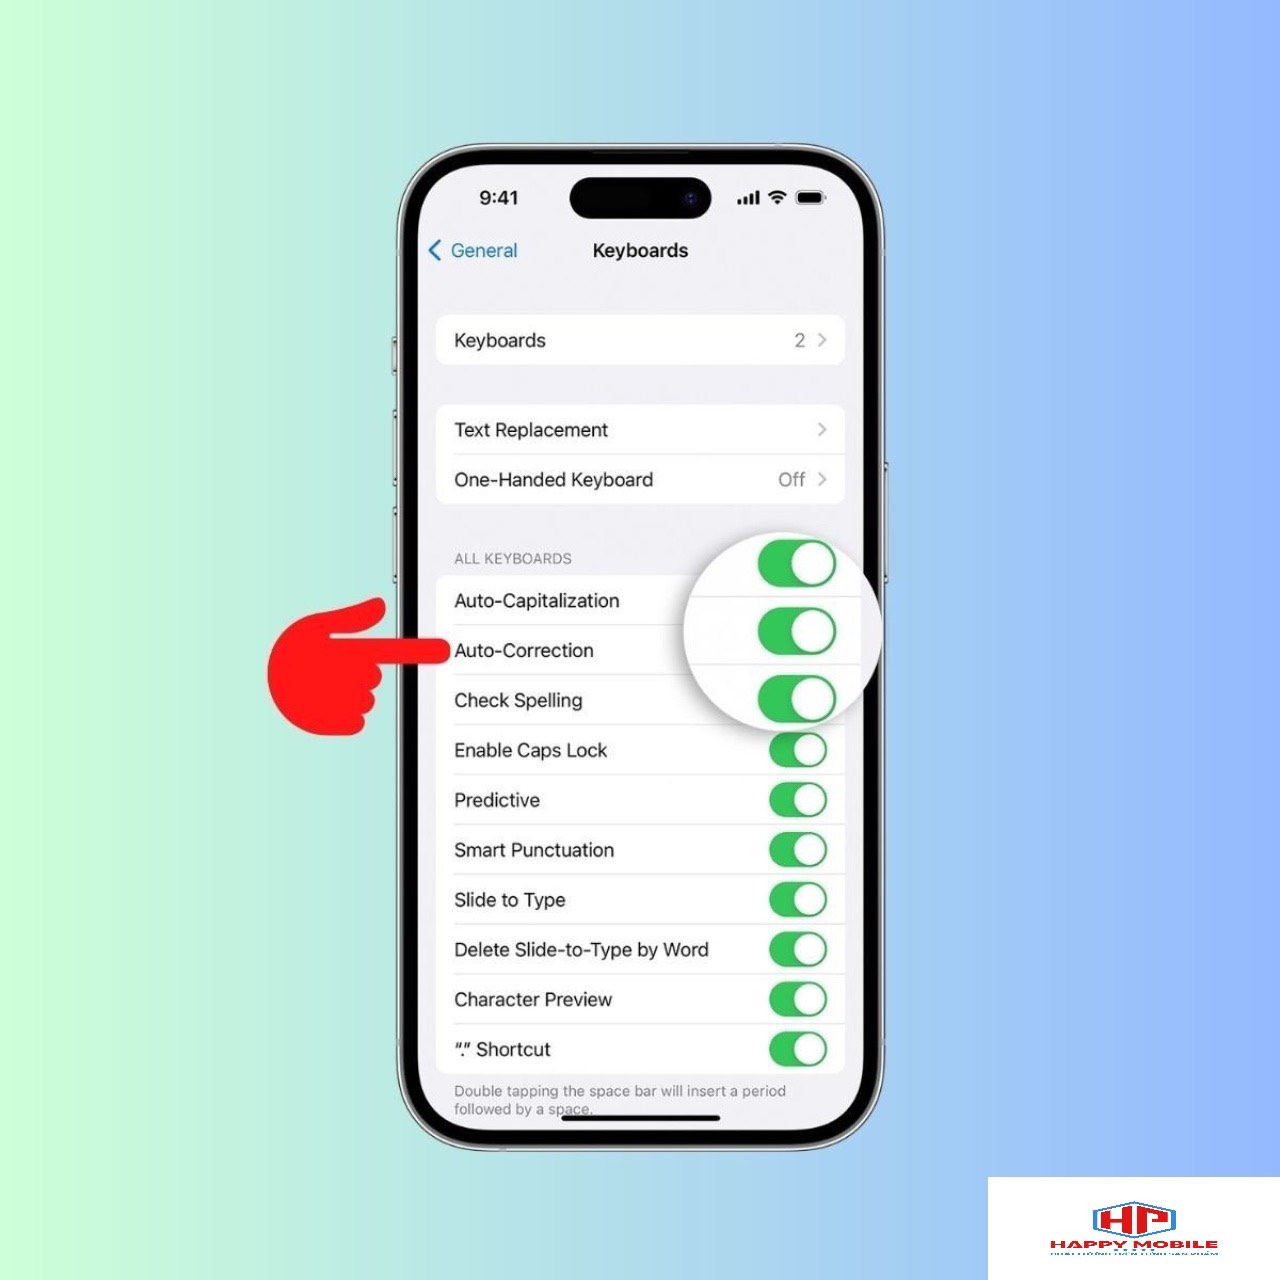 9:41
General
Keyboards
Keyboards 2
Text Replacement
One-Handed Keyboard Off
ALL KEYBOARDS
Auto-Capitalization
Auto-Correction
Check Spelling
Enable Caps Lock
Predictive
Smart Punctuation
Slide to Type
Delete Slide-to-Type by Word
Character Preview
“.” Shortcut
Double tapping the space bar will insert a period
followed by a space.
HP
HAPPY MOBILE